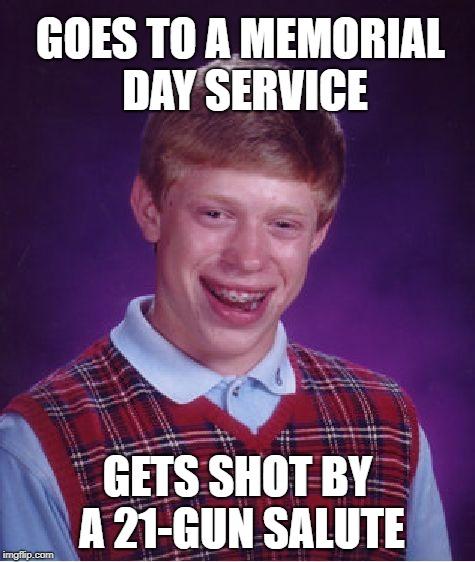 GOES TO A MEMORIAL
DAY SERVICE
GETS SHOT BY
A 21-GUN SALUTE
imgflip.com